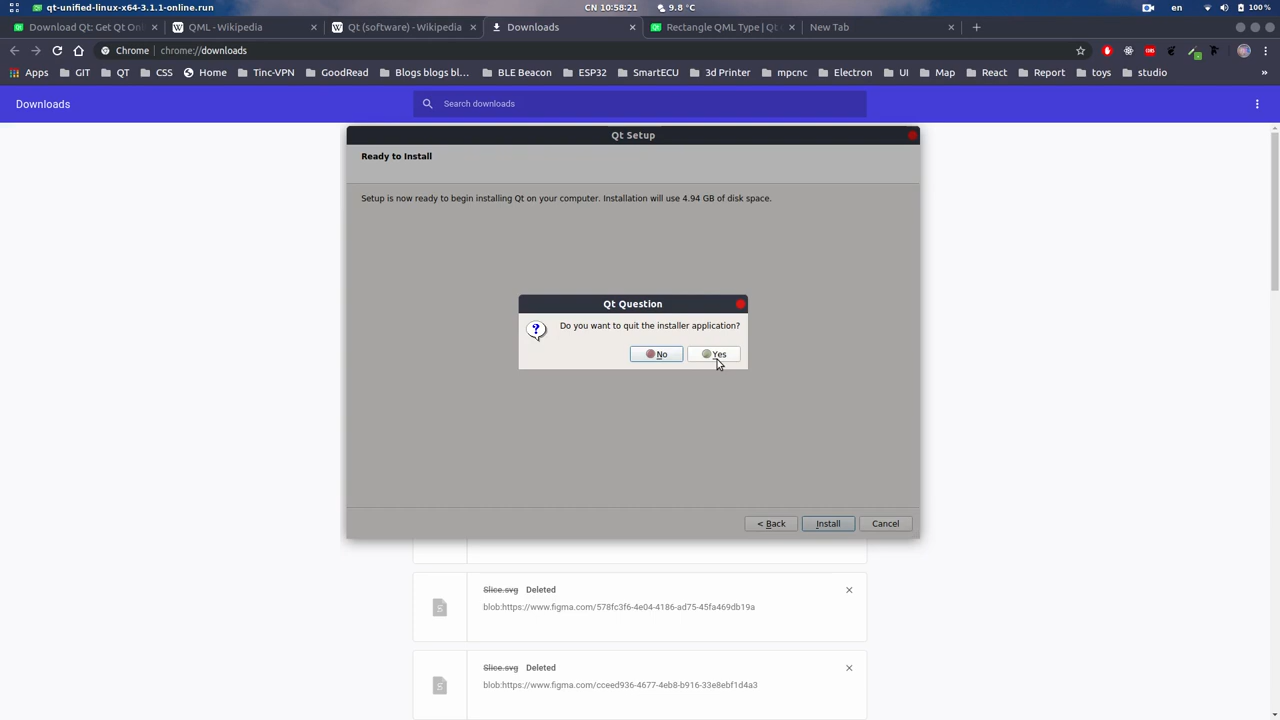 qt-unified-linux-x64-3.1.1-online.run
CN 10:58:21
9.8 °C
en
100%
Download Qt: Get Qt Onl
QML - Wikipedia
Qt (software) - Wikipedia
Downloads
Rectangle QML Type | Qt
New Tab
Chrome
chrome://downloads
Apps
GIT
QT
CSS
Home
Tinc-VPN
GoodRead
Blogs blogs bl...
BLE Beacon
ESP32
SmartECU
3d Printer
mpcnc
Electron
UI
Map
React
Report
toys
studio
»
Downloads
Search downloads
Qt Setup
Ready to Install
Setup is now ready to begin installing Qt on your computer. Installation will use 4.94 GB of disk space.
Qt Question
Do you want to quit the installer application?
No
Yes
< Back
Install
Cancel
Slice.svg Deleted
blob:https://www.figma.com/578fc3f6-4e04-4186-ad75-45fa469db19a
Slice.svg Deleted
blob:https://www.figma.com/cceed936-4677-4eb8-b916-33e8ebf1d4a3